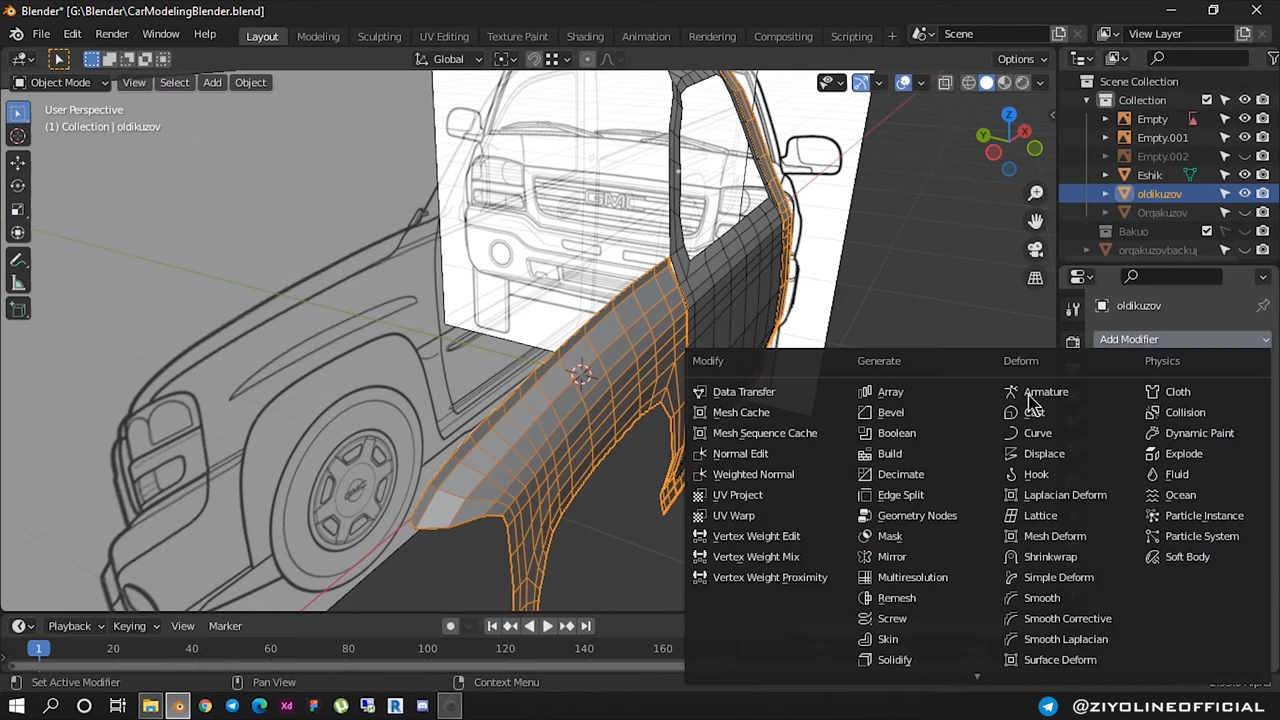 Blender* [G:\Blender\CarModelingBlender.blend]
File Edit Render Window Help Layout Modeling Sculpting UV Editing Texture Paint Shading Animation Rendering Compositing Scripting + Scene View Layer
Global Options
Object Mode View Select Add Object
User Perspective
(1) Collection | oldikuzov
GMC
X
Y
Z
Scene Collection
Collection
Empty
Empty.001
Empty.002
Eshik
oldikuzov
Orqakuzov
Bakuo
orqakuzovbackuj
oldikuzov
Add Modifier
Modify Generate Deform Physics
Data Transfer Array Armature Cloth
Mesh Cache Bevel Collision
Mesh Sequence Cache Boolean Curve Dynamic Paint
Normal Edit Build Displace Explode
Weighted Normal Decimate Hook Fluid
UV Project Edge Split Laplacian Deform Ocean
UV Warp Geometry Nodes Lattice Particle Instance
Vertex Weight Edit Mask Mesh Deform Particle System
Vertex Weight Mix Mirror Shrinkwrap Soft Body
Vertex Weight Proximity Multiresolution Simple Deform
Remesh Smooth
Screw Smooth Corrective
Skin Smooth Laplacian
Solidify Surface Deform
Playback Keying View Marker
1 20 40 60 80 100 120 140 160
Set Active Modifier Pan View Context Menu
@ZIYOLINEOFFICIAL